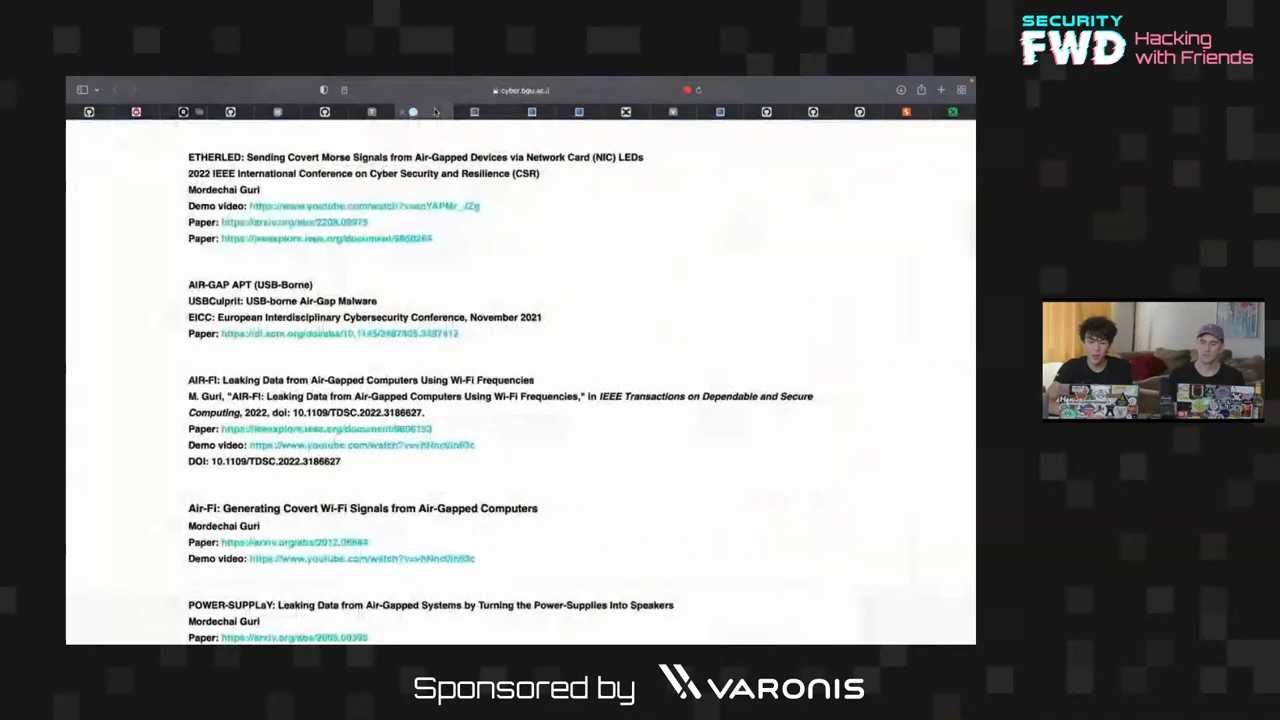 SECURITY
FWD Hacking
with Friends
cyber.bgu.ac.il
ETHERLED: Sending Covert Morse Signals from Air-Gapped Devices via Network Card (NIC) LEDs
2022 IEEE International Conference on Cyber Security and Resilience (CSR)
Mordechai Guri
Demo video:
Paper:
Paper:
AIR-GAP APT (USB-Borne)
USBCulprit: USB-borne Air-Gap Malware
EICC: European Interdisciplinary Cybersecurity Conference, November 2021
Paper:
AIR-FI: Leaking Data from Air-Gapped Computers Using Wi-Fi Frequencies
M. Guri, "AIR-FI: Leaking Data from Air-Gapped Computers Using Wi-Fi Frequencies," in IEEE Transactions on Dependable and Secure
Computing, 2022, doi: 10.1109/TDSC.2022.3186627.
Paper:
Demo video:
DOI: 10.1109/TDSC.2022.3186627
Air-Fi: Generating Covert Wi-Fi Signals from Air-Gapped Computers
Mordechai Guri
Paper:
Demo video:
POWER-SUPPLaY: Leaking Data from Air-Gapped Systems by Turning the Power-Supplies Into Speakers
Mordechai Guri
Paper:
Sponsored by VARONIS